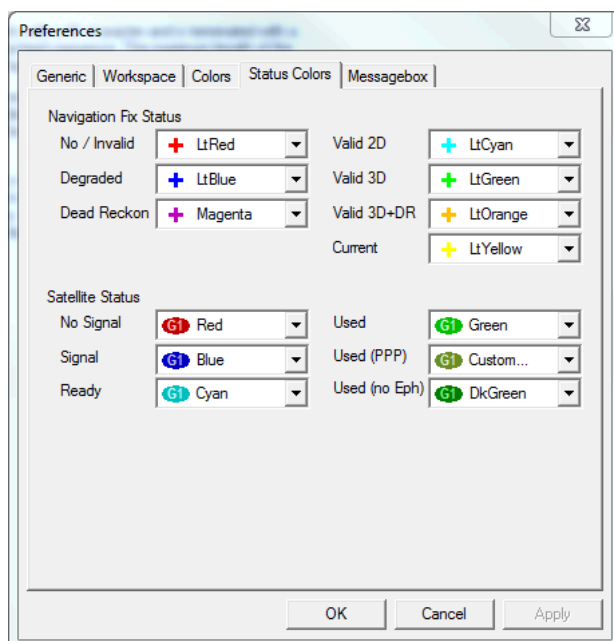 Preferences
Generic Workspace Colors Status Colors Messagebox
Navigation Fix Status
No / Invalid LtRed Valid 2D LtCyan
Degraded LtBlue Valid 3D LtGreen
Dead Reckon Magenta Valid 3D+DR LtOrange
Current LtYellow
Satellite Status
No Signal G1 Red Used G1 Green
Signal G1 Blue Used (PPP) G1 Custom...
Ready G1 Cyan Used (no Eph) G1 DkGreen
OK Cancel Apply